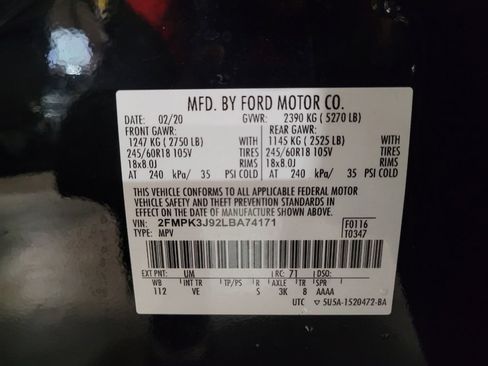 MFD. BY FORD MOTOR CO.
DATE: 02/20 GVWR: 2390 KG ( 5270 LB)
FRONT GAWR: REAR GAWR:
1247 KG ( 2750 LB) WITH 1145 KG ( 2525 LB) WITH
245/60R18 105V TIRES 245/60R18 105V TIRES
18x8.0J RIMS 18x8.0J RIMS
AT 240 kPa/ 35 PSI COLD AT 240 kPa/ 35 PSI COLD
THIS VEHICLE CONFORMS TO ALL APPLICABLE FEDERAL MOTOR
VEHICLE SAFETY AND THEFT PREVENTION STANDARDS IN
EFFECT ON THE DATE OF MANUFACTURE SHOWN ABOVE.
VIN: 2FMPK3J92LBA74171 F0116
TYPE: MPV T0347
EXT PNT: UM RC: 71 DSO:
WB INT TR TP/PS R AXLE TR SPR
112 VE S 3K 8 AAAA
UTC 5U5A-1520472-BA